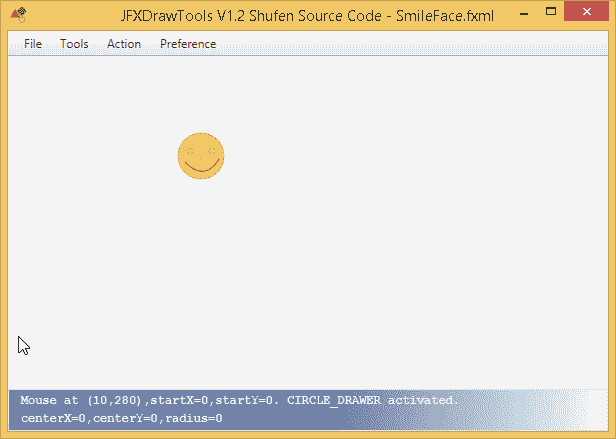 JFXDrawTools V1.2 Shufen Source Code - SmileFace.fxml
File Tools Action Preference
Mouse at (10,280),startX=0,startY=0. CIRCLE_DRAWER activated.
centerX=0,centerY=0,radius=0